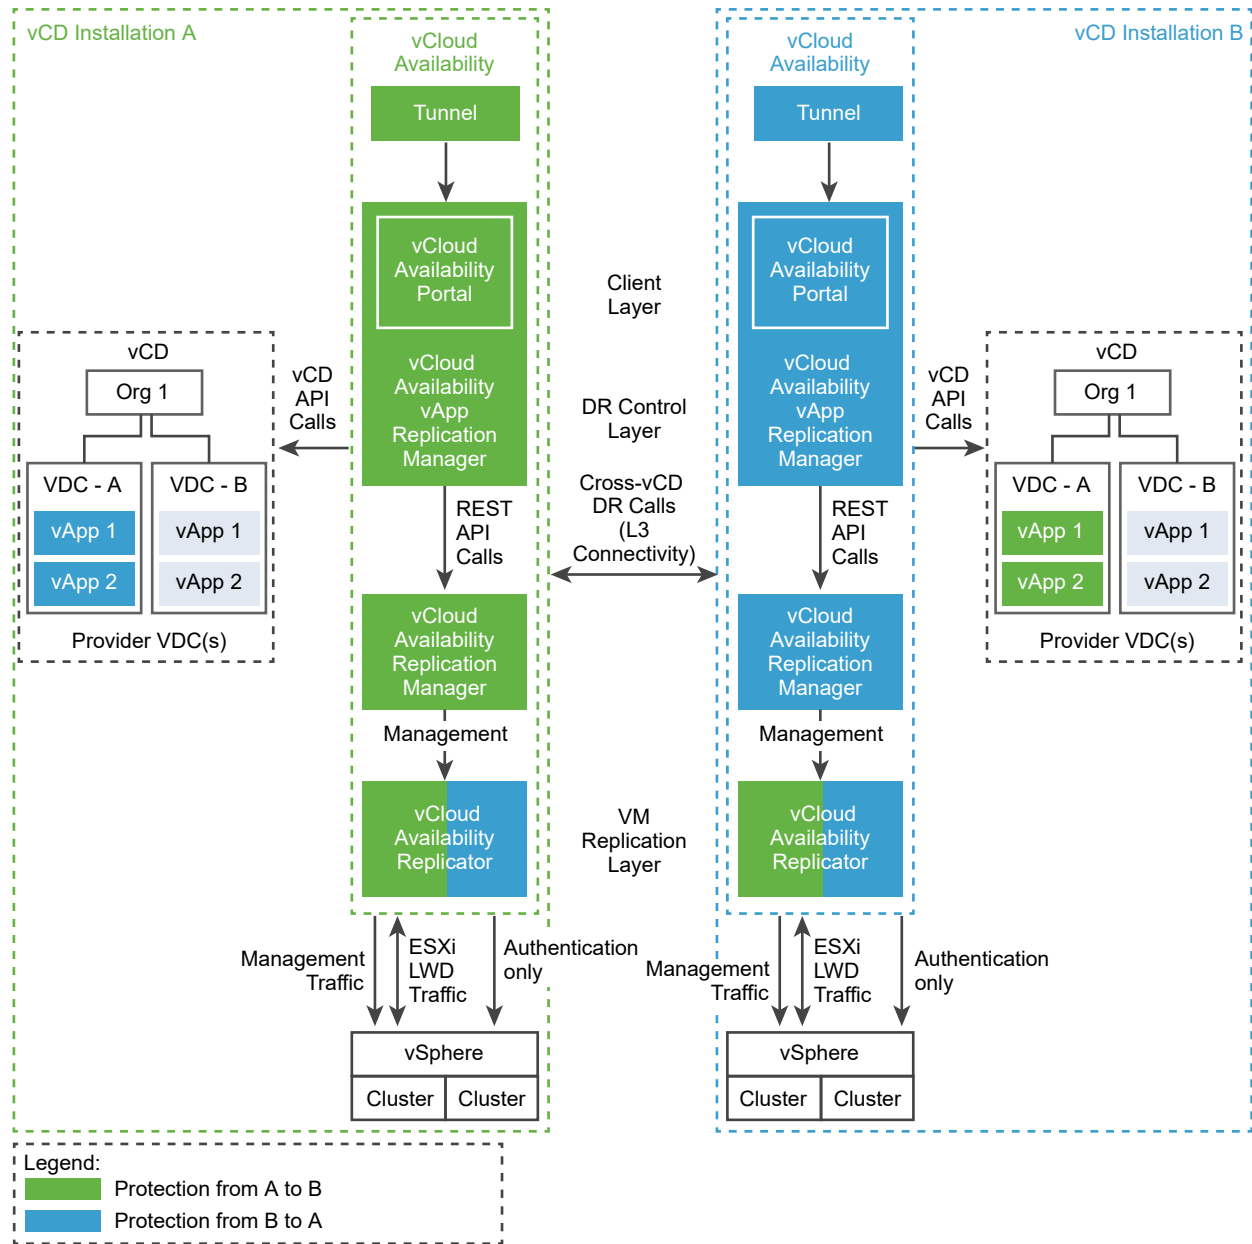 vCD Installation A
vCloud
Availability
Tunnel
vCloud
Availability
Portal
vCloud
Availability
vApp
Replication
Manager
vCD
API
Calls
vCD
Org 1
VDC - A
VDC - B
vApp 1
vApp 1
vApp 2
vApp 2
Provider VDC(s)
REST
API
Calls
vCloud
Availability
Replication
Manager
Management
vCloud
Availability
Replicator
Management
Traffic
ESXi
LWD
Traffic
Authentication
only
vSphere
Cluster
Cluster
Client
Layer
DR Control
Layer
Cross-vCD
DR Calls
(L3
Connectivity)
VM
Replication
Layer
vCD Installation B
vCloud
Availability
Tunnel
vCloud
Availability
Portal
vCloud
Availability
vApp
Replication
Manager
vCD
API
Calls
vCD
Org 1
VDC - A
VDC - B
vApp 1
vApp 1
vApp 2
vApp 2
Provider VDC(s)
REST
API
Calls
vCloud
Availability
Replication
Manager
Management
vCloud
Availability
Replicator
Management
Traffic
ESXi
LWD
Traffic
Authentication
only
vSphere
Cluster
Cluster
Legend:
Protection from A to B
Protection from B to A